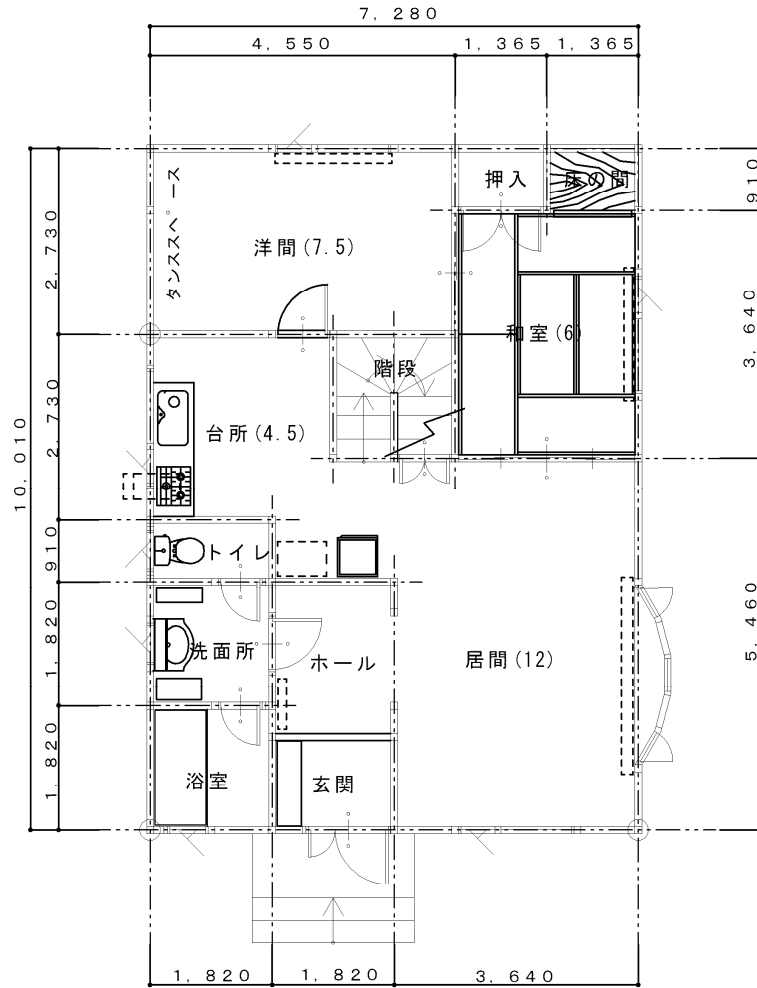 7, 280
4, 550
1, 365
1, 365
押入
床の間
タンススペース
洋間(7.5)
910
2, 730
和室(6)
3, 640
階段
台所(4.5)
2, 730
10, 010
トイレ
910
洗面所
ホール
居間(12)
1, 820
5, 460
浴室
玄関
1, 820
1, 820
1, 820
3, 640